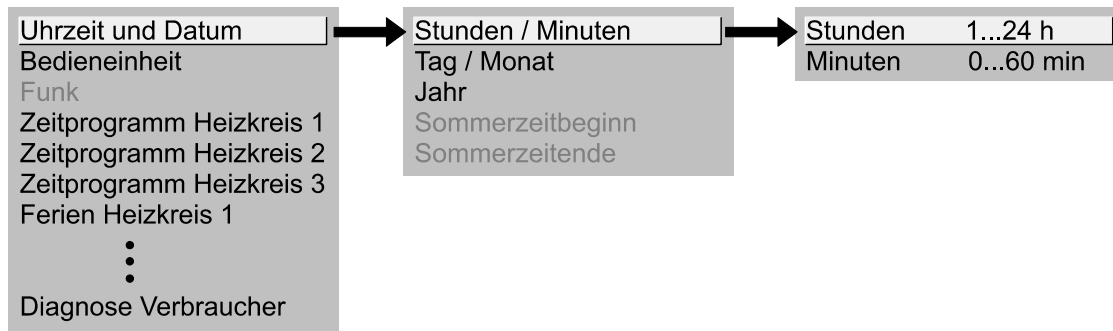 Uhrzeit und Datum
Bedieneinheit
Funk
Zeitprogramm Heizkreis 1
Zeitprogramm Heizkreis 2
Zeitprogramm Heizkreis 3
Ferien Heizkreis 1
Diagnose Verbraucher
Stunden / Minuten
Tag / Monat
Jahr
Sommerzeitbeginn
Sommerzeitende
Stunden 1...24 h
Minuten 0...60 min